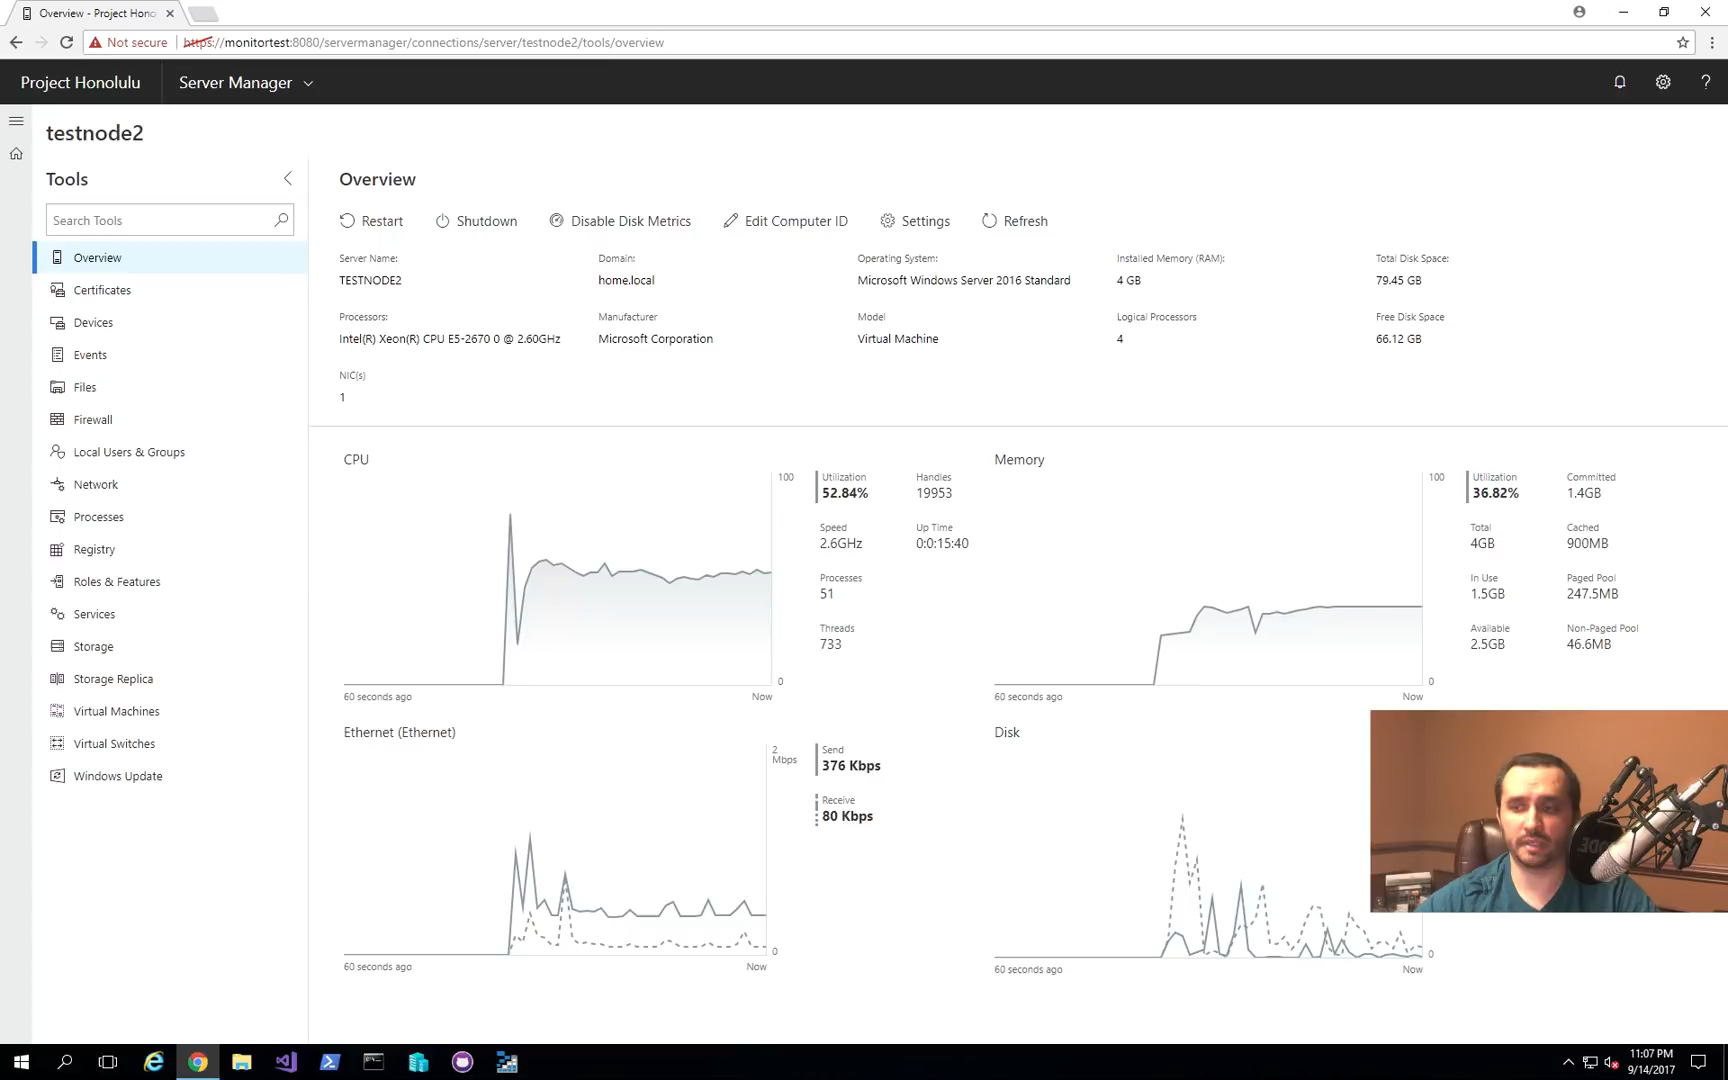 Overview - Project Hono
Not secure https://monitortest:8080/servermanager/connections/server/testnode2/tools/overview
Project Honolulu Server Manager
testnode2
Tools
Search Tools
Overview
Certificates
Devices
Events
Files
Firewall
Local Users & Groups
Network
Processes
Registry
Roles & Features
Services
Storage
Storage Replica
Virtual Machines
Virtual Switches
Windows Update
Overview
Restart Shutdown Disable Disk Metrics Edit Computer ID Settings Refresh
Server Name: Domain: Operating System: Installed Memory (RAM): Total Disk Space:
TESTNODE2 home.local Microsoft Windows Server 2016 Standard 4 GB 79.45 GB
Processors: Manufacturer Model Logical Processors Free Disk Space
Intel(R) Xeon(R) CPU E5-2670 0 @ 2.60GHz Microsoft Corporation Virtual Machine 4 66.12 GB
NIC(s)
1
CPU
100
0
60 seconds ago Now
Utilization Handles
52.84% 19953
Speed Up Time
2.6GHz 0:0:15:40
Processes
51
Threads
733
Memory
100
0
60 seconds ago Now
Utilization Committed
36.82% 1.4GB
Total Cached
4GB 900MB
In Use Paged Pool
1.5GB 247.5MB
Available Non-Paged Pool
2.5GB 46.6MB
Ethernet (Ethernet)
2
Mbps
0
60 seconds ago Now
Send
376 Kbps
Receive
80 Kbps
Disk
0
60 seconds ago Now
11:07 PM
9/14/2017